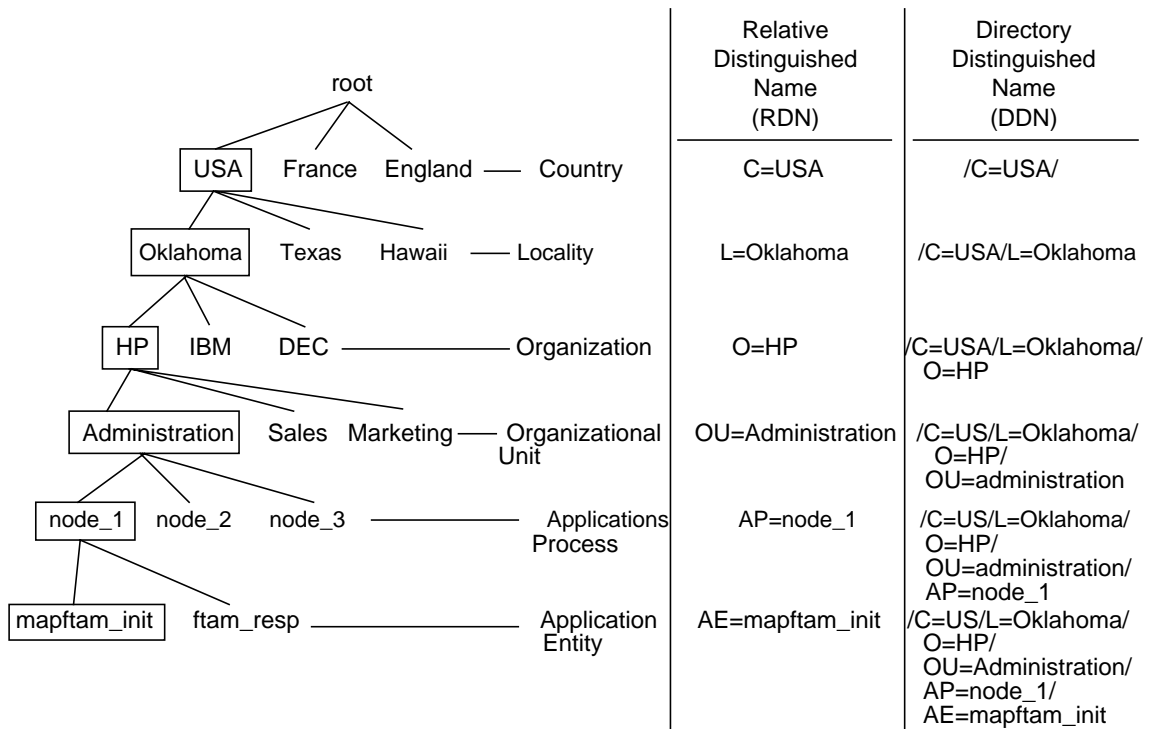 Relative
Distinguished
Name
(RDN)
Directory
Distinguished
Name
(DDN)
root
USA France England Country C=USA /C=USA/
Oklahoma Texas Hawaii Locality L=Oklahoma /C=USA/L=Oklahoma
HP IBM DEC Organization O=HP /C=USA/L=Oklahoma/
O=HP
Administration Sales Marketing Organizational OU=Administration /C=US/L=Oklahoma/
Unit O=HP/
OU=administration
node_1 node_2 node_3 Applications AP=node_1 /C=US/L=Oklahoma/
Process O=HP/
OU=administration/
AP=node_1
mapftam_init ftam_resp Application AE=mapftam_init /C=US/L=Oklahoma/
Entity O=HP/
OU=Administration/
AP=node_1/
AE=mapftam_init